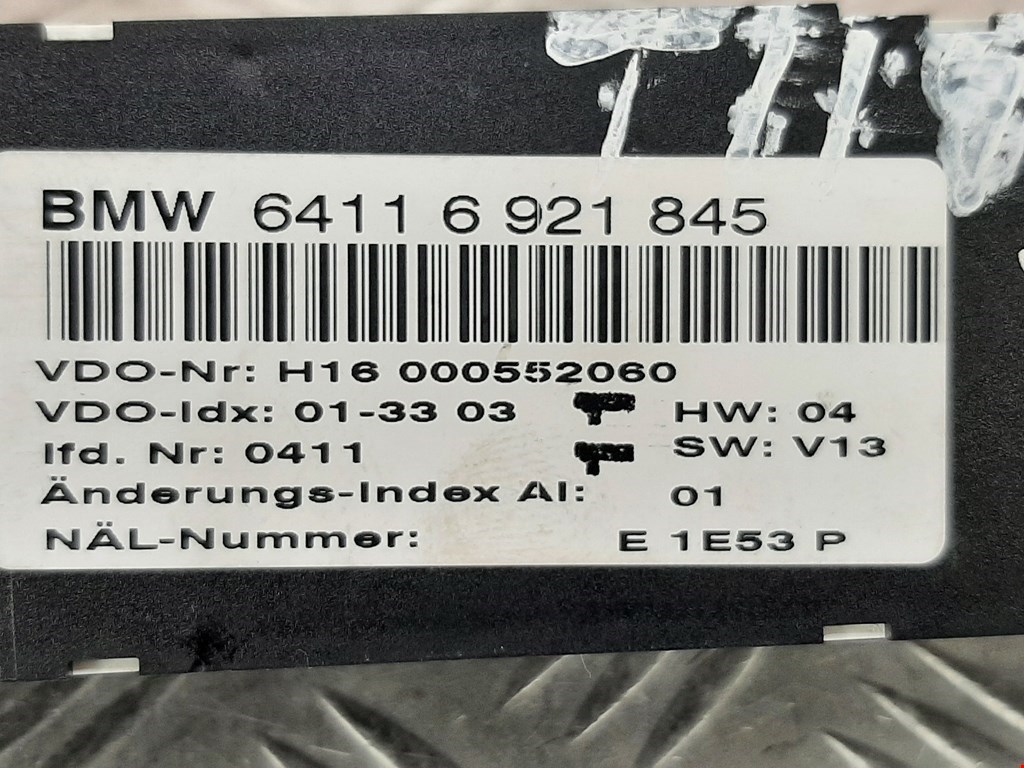 BMW 6411 6 921 845
VDO-Nr: H16 000552060
VDO-Idx: 01-33 03 HW: 04
lfd. Nr: 0411 SW: V13
Änderungs-Index AI: 01
NÄL-Nummer: E 1E53 P